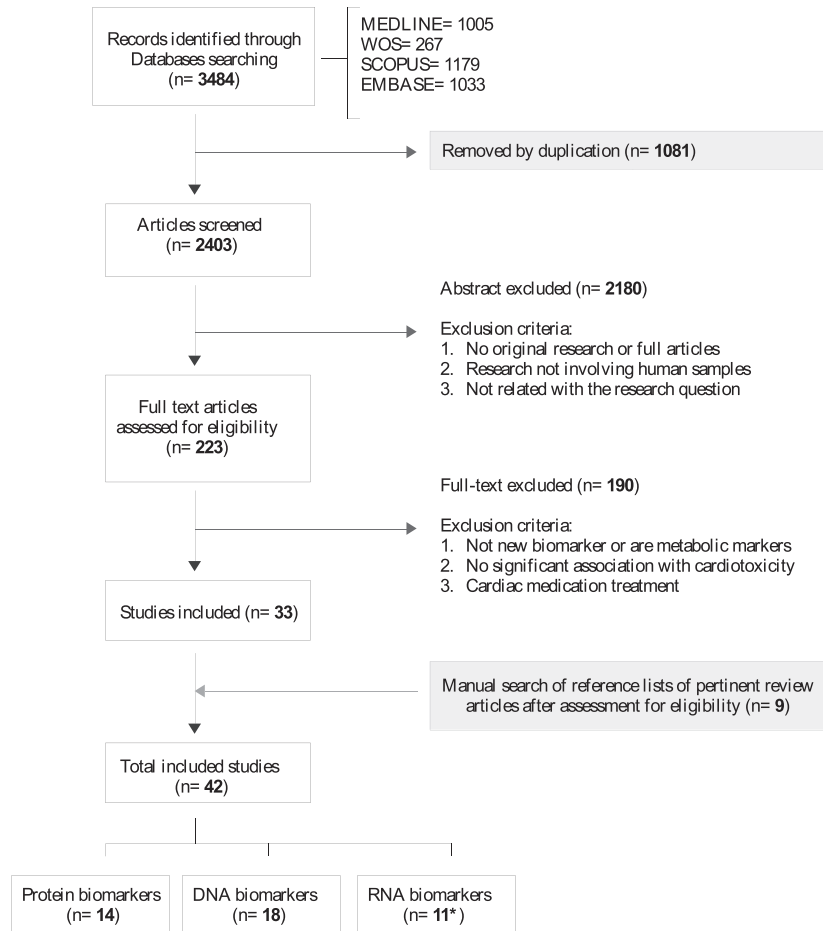 Records identified through
Databases searching
(n= 3484)
MEDLINE= 1005
WOS= 267
SCOPUS= 1179
EMBASE= 1033
Removed by duplication (n= 1081)
Articles screened
(n= 2403)
Abstract excluded (n= 2180)
Exclusion criteria:
1. No original research or full articles
2. Research not involving human samples
3. Not related with the research question
Full text articles
assessed for eligibility
(n= 223)
Full-text excluded (n= 190)
Exclusion criteria:
1. Not new biomarker or are metabolic markers
2. No significant association with cardiotoxicity
3. Cardiac medication treatment
Studies included (n= 33)
Manual search of reference lists of pertinent review
articles after assessment for eligibility (n= 9)
Total included studies
(n= 42)
Protein biomarkers
(n= 14)
DNA biomarkers
(n= 18)
RNA biomarkers
(n= 11* )